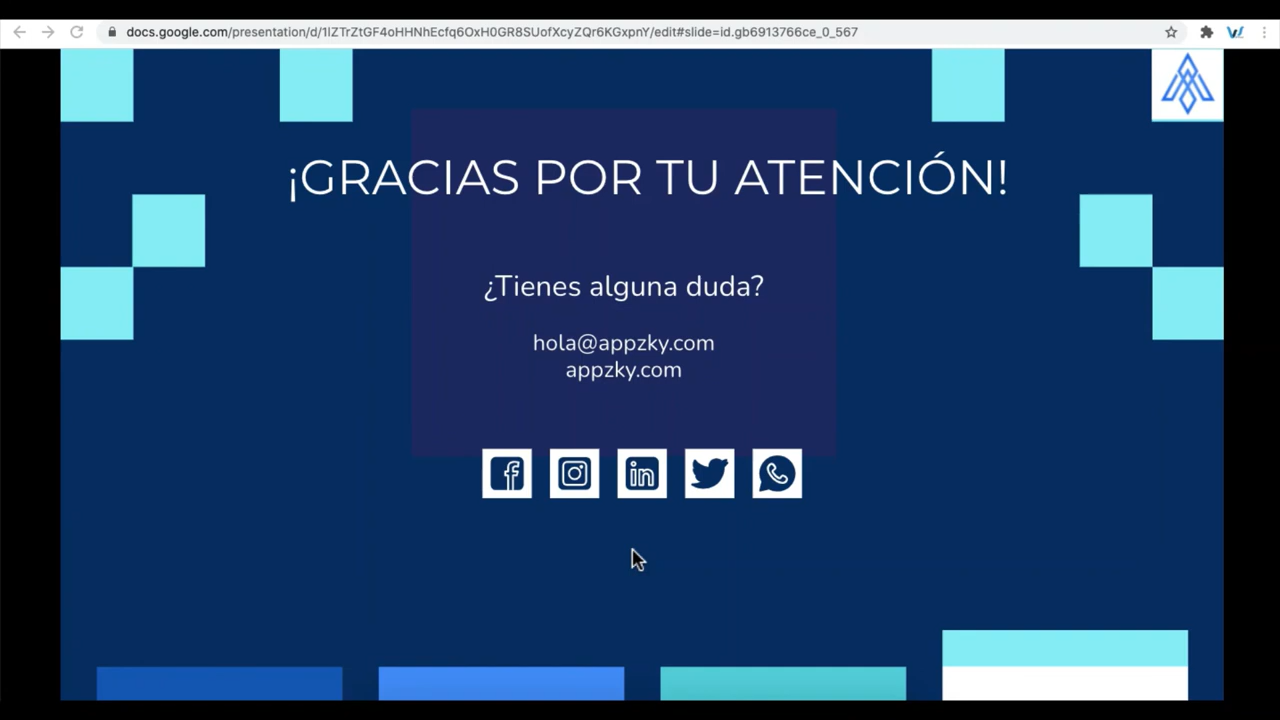 docs.google.com/presentation/d/1lZTrZtGF4oHHNhEcfq6OxH0GR8SUofXcyZQr6KGxpnY/edit#slide=id.gb6913766ce_0_567
¡GRACIAS POR TU ATENCIÓN!
¿Tienes alguna duda?
hola@appzky.com
appzky.com